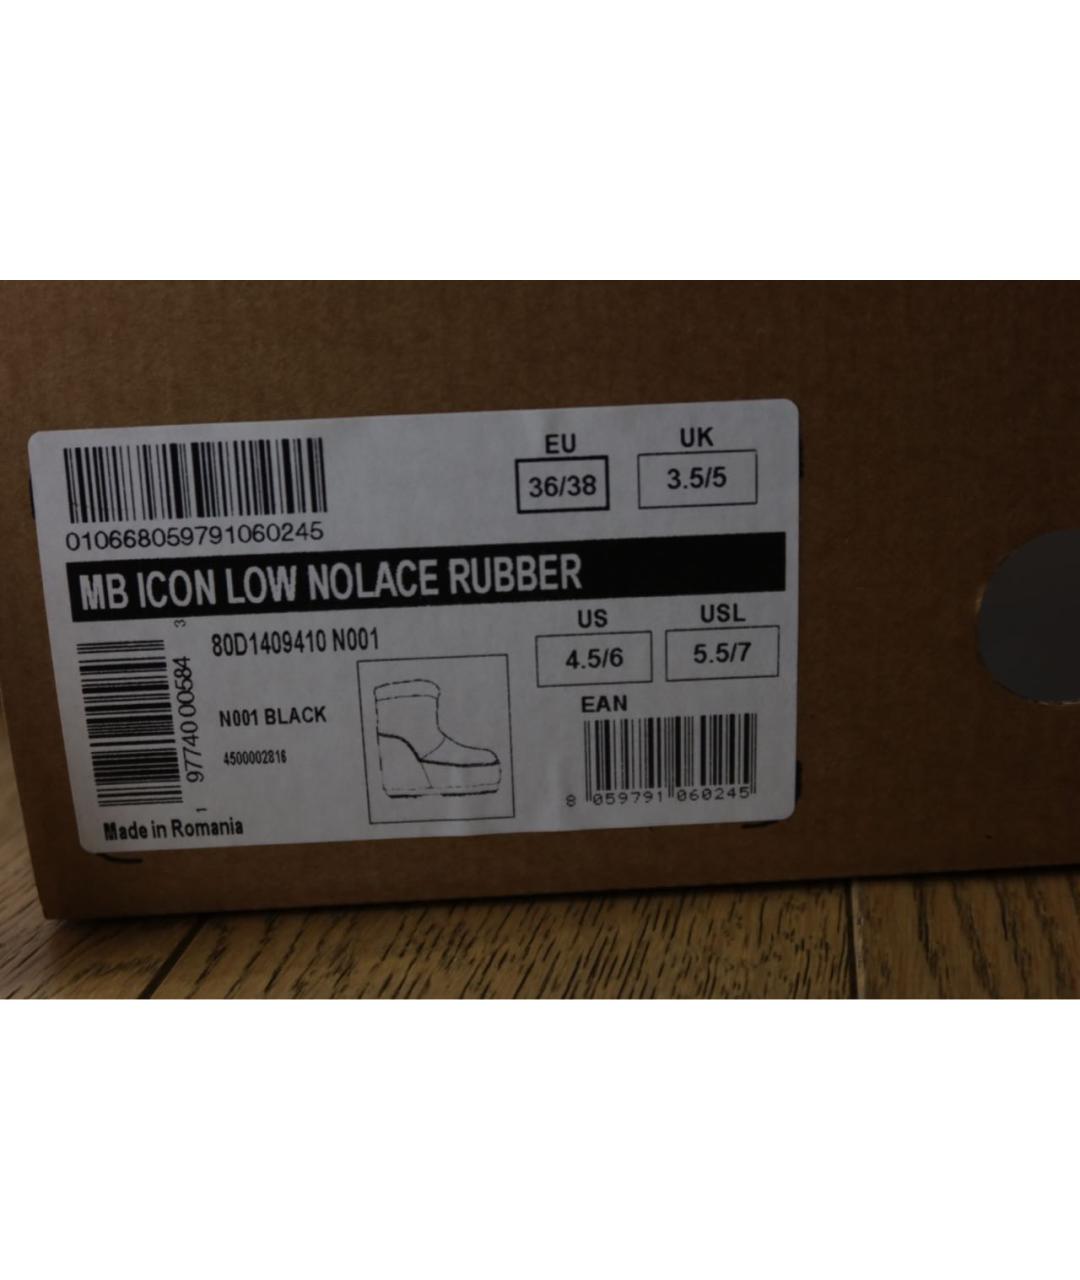 EU
UK
36/38
3.5/5
010668059791060245
MB ICON LOW NOLACE RUBBER
80D1409410 N001
US
USL
4.5/6
5.5/7
N001 BLACK
4500002816
EAN
8 059791 060245
1 97740 00584 3
Made in Romania